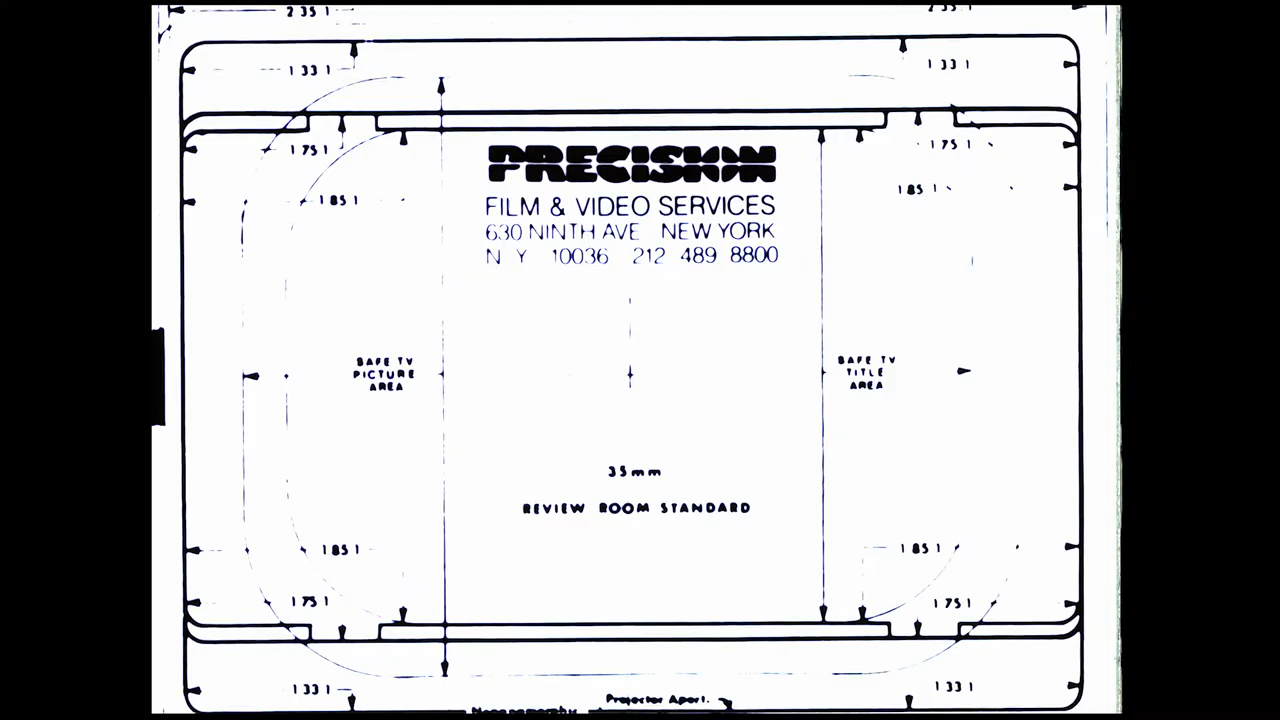 2 35 1 2 35 1
1 33 1 1 33 1
1 75 1 1 75 1
PRECISION
1 85 1 1 85 1
FILM & VIDEO SERVICES
630 NINTH AVE NEW YORK
N Y 10036 212 489 8800
SAFE TV
PICTURE
AREA
SAFE TV
TITLE
AREA
35mm
REVIEW ROOM STANDARD
1 85 1 1 85 1
1 75 1 1 75 1
1 33 1 1 33 1
Projector Apert.